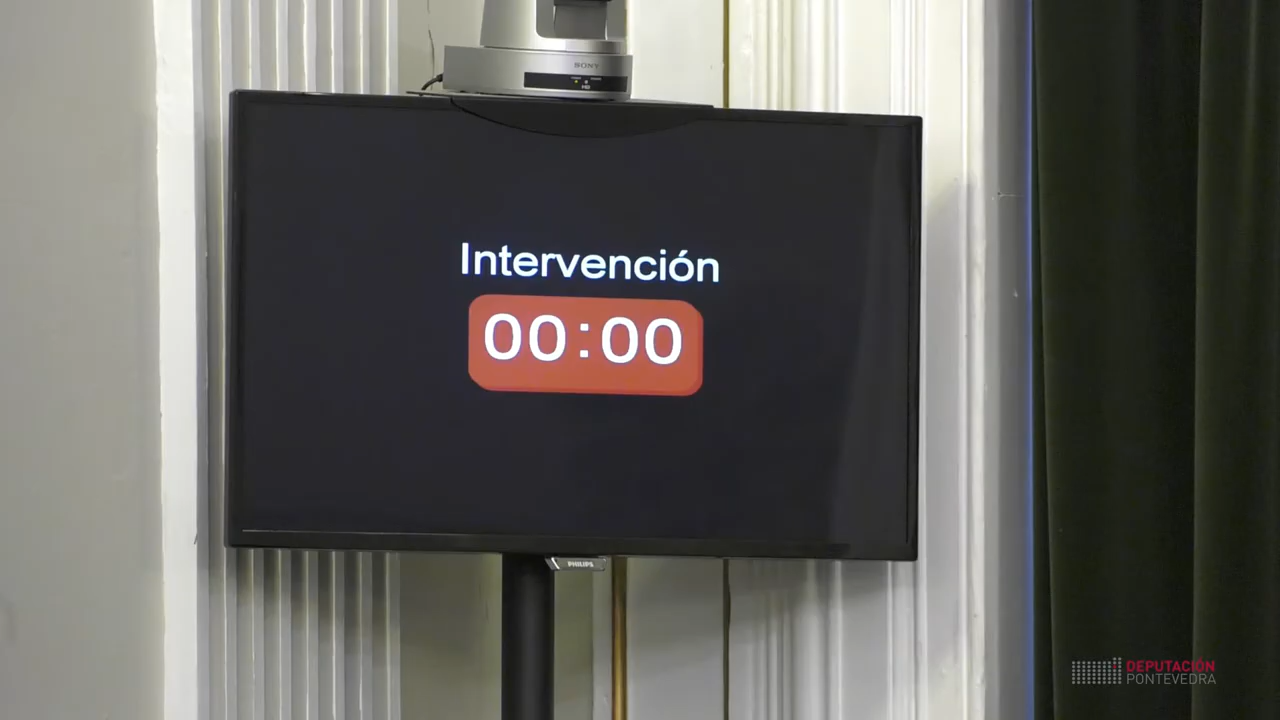 SONY
Intervención
00:00
PHILIPS
DEPUTACIÓN
PONTEVEDRA